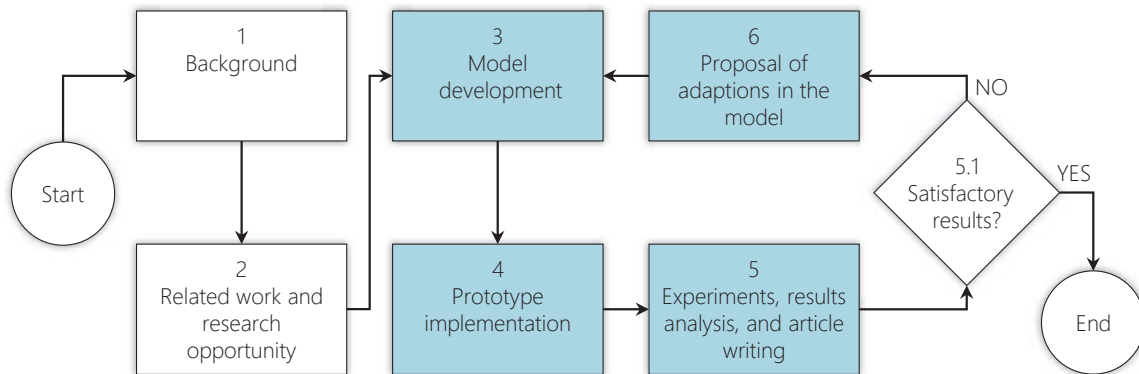 Start
1
Background
2
Related work and
research
opportunity
3
Model
development
4
Prototype
implementation
5
Experiments, results
analysis, and article
writing
5.1
Satisfactory
results?
NO
YES
6
Proposal of
adaptions in the
model
End